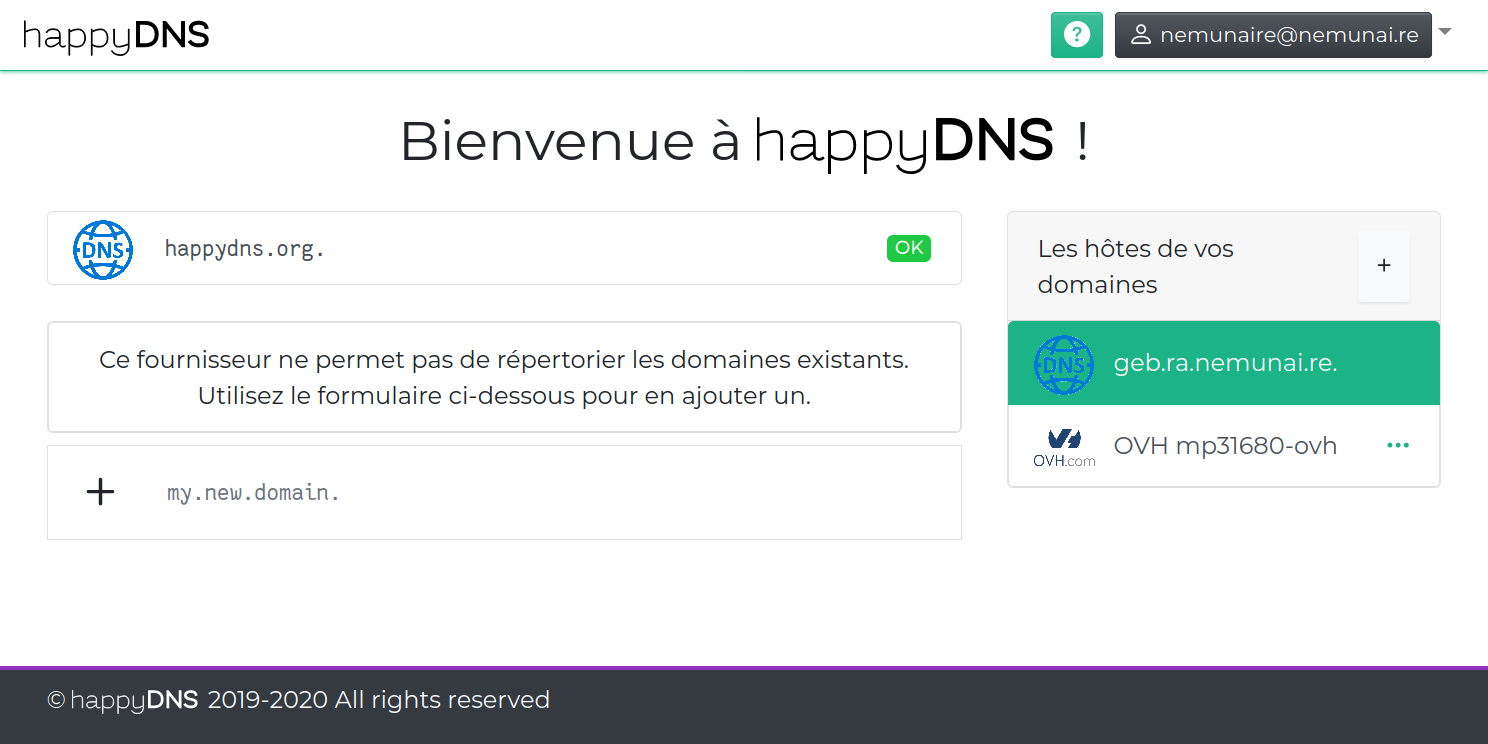 happyDNS
? nemunaire@nemunai.re
Bienvenue à happyDNS !
DNS happydns.org. OK
Ce fournisseur ne permet pas de répertorier les domaines existants.
Utilisez le formulaire ci-dessous pour en ajouter un.
+ my.new.domain.
Les hôtes de vos
domaines
+
DNS geb.ra.nemunai.re.
OVH.com OVH mp31680-ovh ...
© happyDNS 2019-2020 All rights reserved